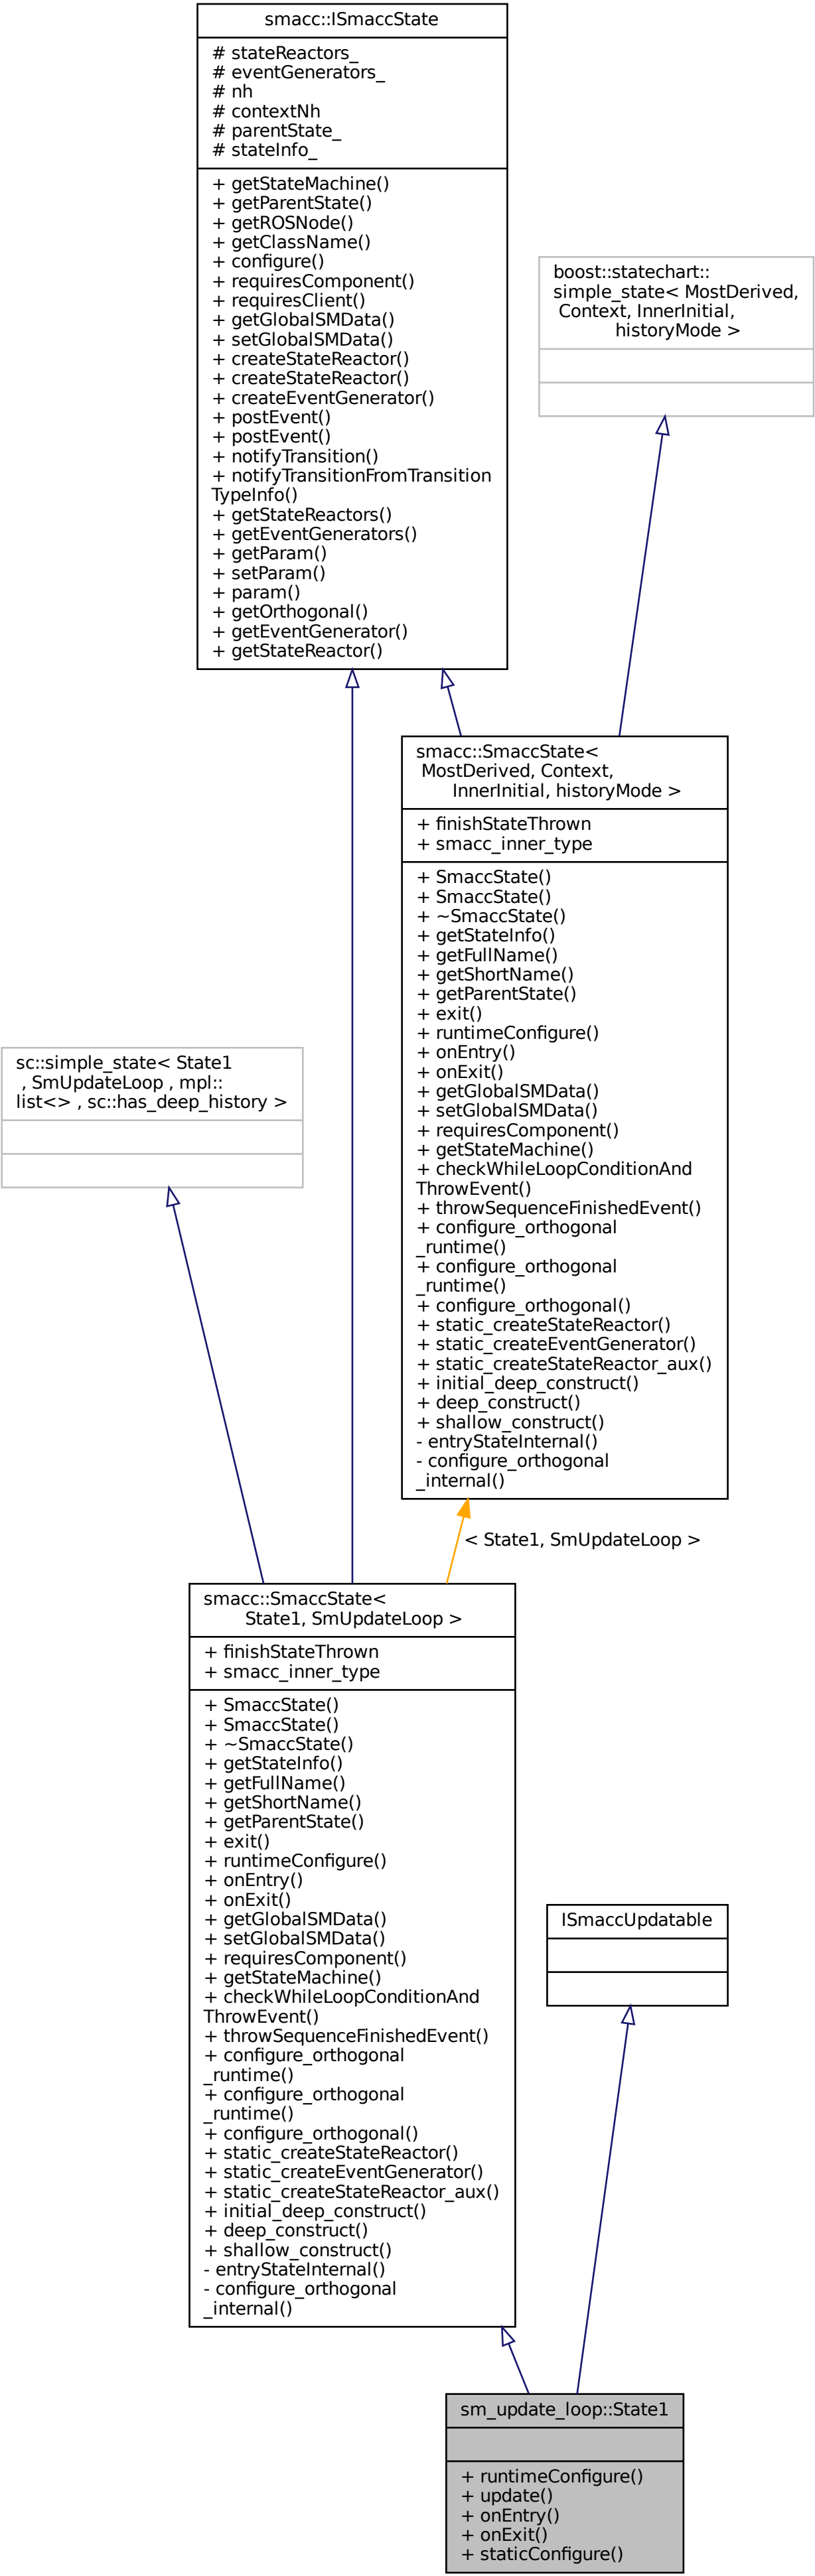 smacc::ISmaccState
# stateReactors_
# eventGenerators_
# nh
# contextNh
# parentState_
# stateInfo_
+ getStateMachine()
+ getParentState()
+ getROSNode()
+ getClassName()
+ configure()
+ requiresComponent()
+ requiresClient()
+ getGlobalSMData()
+ setGlobalSMData()
+ createStateReactor()
+ createStateReactor()
+ createEventGenerator()
+ postEvent()
+ postEvent()
+ notifyTransition()
+ notifyTransitionFromTransition
TypeInfo()
+ getStateReactors()
+ getEventGenerators()
+ getParam()
+ setParam()
+ param()
+ getOrthogonal()
+ getEventGenerator()
+ getStateReactor()
boost::statechart::
simple_state< MostDerived,
Context, InnerInitial,
historyMode >
smacc::SmaccState<
MostDerived, Context,
InnerInitial, historyMode >
+ finishStateThrown
+ smacc_inner_type
+ SmaccState()
+ SmaccState()
+ ~SmaccState()
+ getStateInfo()
+ getFullName()
+ getShortName()
+ getParentState()
+ exit()
+ runtimeConfigure()
+ onEntry()
+ onExit()
+ getGlobalSMData()
+ setGlobalSMData()
+ requiresComponent()
+ getStateMachine()
+ checkWhileLoopConditionAnd
ThrowEvent()
+ throwSequenceFinishedEvent()
+ configure_orthogonal
_runtime()
+ configure_orthogonal
_runtime()
+ configure_orthogonal()
+ static_createStateReactor()
+ static_createEventGenerator()
+ static_createStateReactor_aux()
+ initial_deep_construct()
+ deep_construct()
+ shallow_construct()
- entryStateInternal()
- configure_orthogonal
_internal()
sc::simple_state< State1
, SmUpdateLoop , mpl::
list<> , sc::has_deep_history >
< State1, SmUpdateLoop >
smacc::SmaccState<
State1, SmUpdateLoop >
+ finishStateThrown
+ smacc_inner_type
+ SmaccState()
+ SmaccState()
+ ~SmaccState()
+ getStateInfo()
+ getFullName()
+ getShortName()
+ getParentState()
+ exit()
+ runtimeConfigure()
+ onEntry()
+ onExit()
+ getGlobalSMData()
+ setGlobalSMData()
+ requiresComponent()
+ getStateMachine()
+ checkWhileLoopConditionAnd
ThrowEvent()
+ throwSequenceFinishedEvent()
+ configure_orthogonal
_runtime()
+ configure_orthogonal
_runtime()
+ configure_orthogonal()
+ static_createStateReactor()
+ static_createEventGenerator()
+ static_createStateReactor_aux()
+ initial_deep_construct()
+ deep_construct()
+ shallow_construct()
- entryStateInternal()
- configure_orthogonal
_internal()
ISmaccUpdatable
sm_update_loop::State1
+ runtimeConfigure()
+ update()
+ onEntry()
+ onExit()
+ staticConfigure()